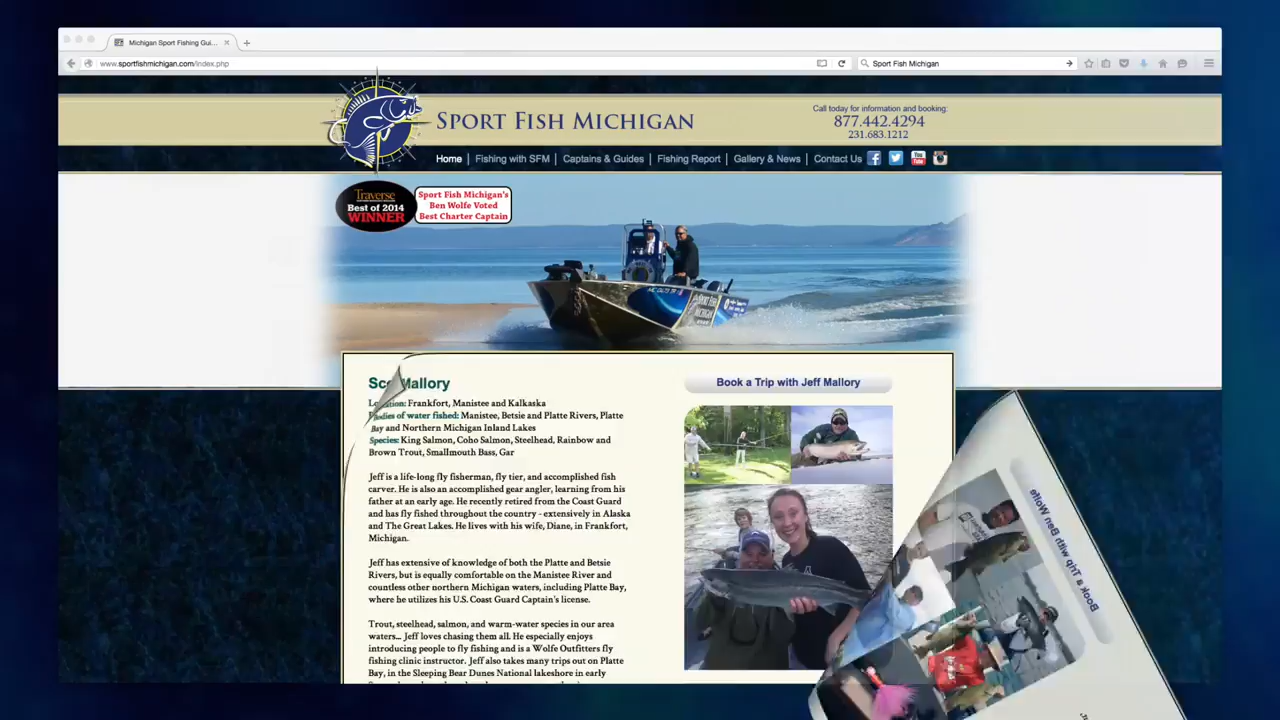 Michigan Sport Fishing Gui...
www.sportfishmichigan.com/index.php
Sport Fish Michigan
SPORT FISH MICHIGAN
Call today for information and booking:
877.442.4294
231.683.1212
Home | Fishing with SFM | Captains & Guides | Fishing Report | Gallery & News | Contact Us
Traverse
Best of 2014
WINNER
Sport Fish Michigan's
Ben Wolfe Voted
Best Charter Captain
SPORT FISH
MICHIGAN
Mallory
Location: Frankfort, Manistee and Kalkaska
Bodies of water fished: Manistee, Betsie and Platte Rivers, Platte
Bay and Northern Michigan Inland Lakes
Species: King Salmon, Coho Salmon, Steelhead, Rainbow and
Brown Trout, Smallmouth Bass, Gar
Jeff is a life-long fly fisherman, fly tier, and accomplished fish
carver. He is also an accomplished gear angler, learning from his
father at an early age. He recently retired from the Coast Guard
and has fly fished throughout the country - extensively in Alaska
and The Great Lakes. He lives with his wife, Diane, in Frankfort,
Michigan.
Jeff has extensive of knowledge of both the Platte and Betsie
Rivers, but is equally comfortable on the Manistee River and
countless other northern Michigan waters, including Platte Bay,
where he utilizes his U.S. Coast Guard Captain's license.
Trout, steelhead, salmon, and warm-water species in our area
waters... Jeff loves chasing them all. He especially enjoys
introducing people to fly fishing and is a Wolfe Outfitters fly
fishing clinic instructor. Jeff also takes many trips out on Platte
Bay, in the Sleeping Bear Dunes National lakeshore in early
Book a Trip with Jeff Mallory
Book a Trip with Ben Wolfe